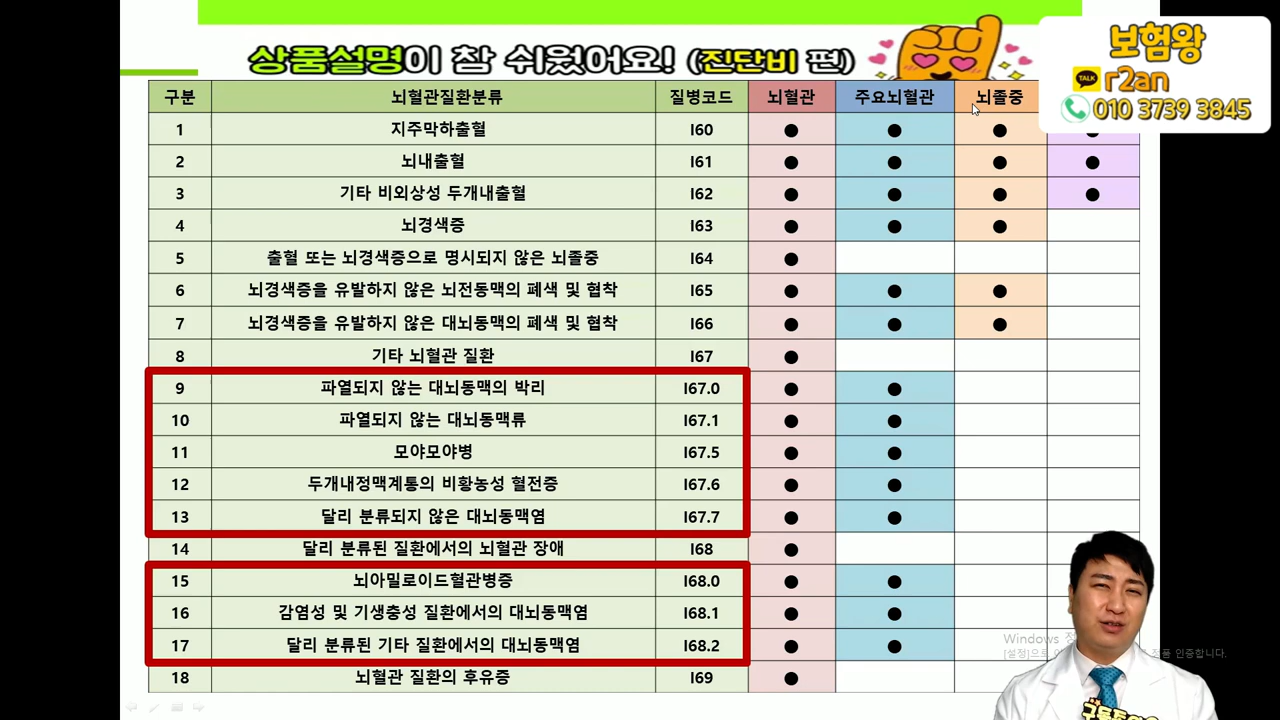 상품설명이 참 쉬웠어요! (진단비 편)
보험왕
TALK r2an
010 3739 3845
구분 뇌혈관질환분류 질병코드 뇌혈관 주요뇌혈관 뇌졸중
1 지주막하출혈 I60 ● ● ●
2 뇌내출혈 I61 ● ● ● ●
3 기타 비외상성 두개내출혈 I62 ● ● ● ●
4 뇌경색증 I63 ● ● ●
5 출혈 또는 뇌경색증으로 명시되지 않은 뇌졸중 I64 ●
6 뇌경색증을 유발하지 않은 뇌전동맥의 폐색 및 협착 I65 ● ● ●
7 뇌경색증을 유발하지 않은 대뇌동맥의 폐색 및 협착 I66 ● ● ●
8 기타 뇌혈관 질환 I67 ●
9 파열되지 않는 대뇌동맥의 박리 I67.0 ● ●
10 파열되지 않는 대뇌동맥류 I67.1 ● ●
11 모야모야병 I67.5 ● ●
12 두개내정맥계통의 비황농성 혈전증 I67.6 ● ●
13 달리 분류되지 않은 대뇌동맥염 I67.7 ● ●
14 달리 분류된 질환에서의 뇌혈관 장애 I68 ●
15 뇌아밀로이드혈관병증 I68.0 ● ●
16 감염성 및 기생충성 질환에서의 대뇌동맥염 I68.1 ● ●
17 달리 분류된 기타 질환에서의 대뇌동맥염 I68.2 ● ●
18 뇌혈관 질환의 후유증 I69 ●
Windows
[설정]으로 정품 인증합니다.